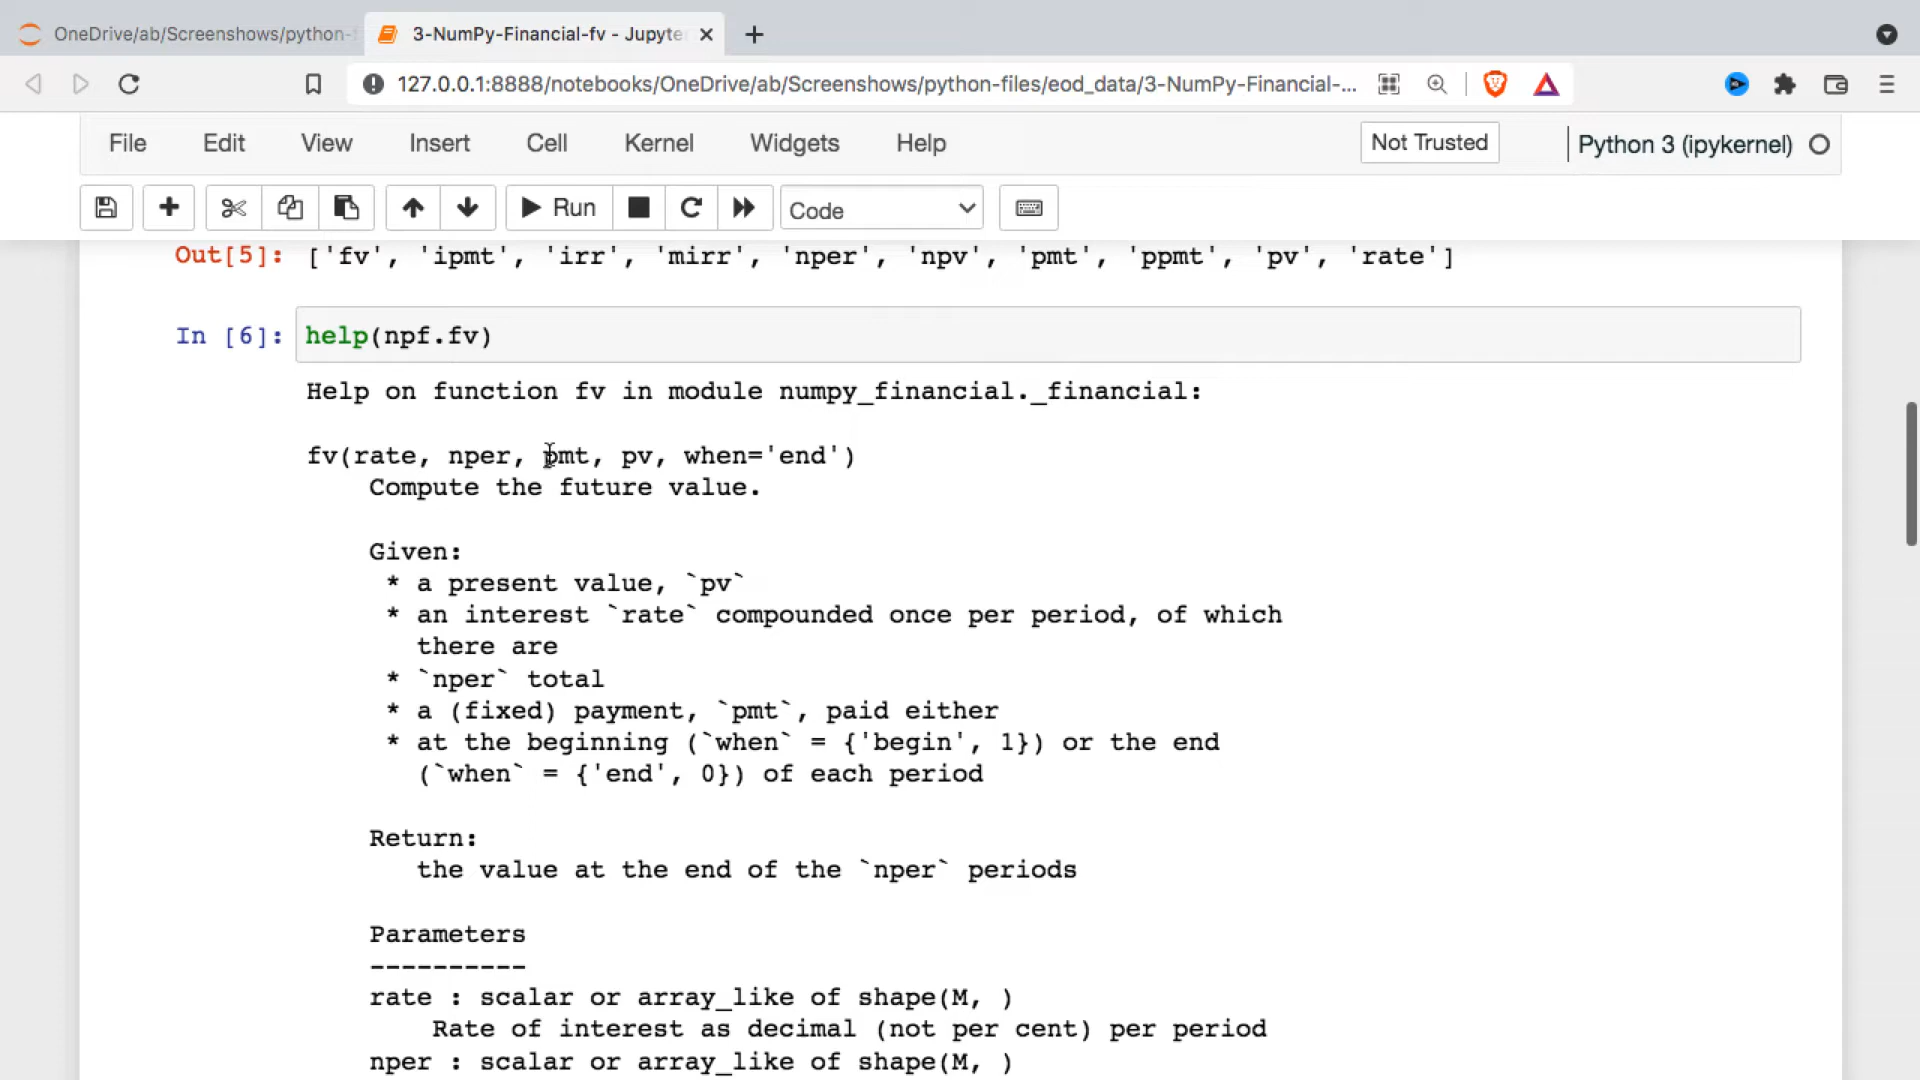 OneDrive/ab/Screenshows/python-f
3-NumPy-Financial-fv - Jupyte
127.0.0.1:8888/notebooks/OneDrive/ab/Screenshows/python-files/eod_data/3-NumPy-Financial-...
File Edit View Insert Cell Kernel Widgets Help Not Trusted Python 3 (ipykernel)
Run Code
Out[5]: ['fv', 'ipmt', 'irr', 'mirr', 'nper', 'npv', 'pmt', 'ppmt', 'pv', 'rate']
In [6]: help(npf.fv)
Help on function fv in module numpy_financial._financial:
fv(rate, nper, pmt, pv, when='end')
Compute the future value.
Given:
* a present value, `pv`
* an interest `rate` compounded once per period, of which
there are
* `nper` total
* a (fixed) payment, `pmt`, paid either
* at the beginning (`when` = {'begin', 1}) or the end
(`when` = {'end', 0}) of each period
Return:
the value at the end of the `nper` periods
Parameters
----------
rate : scalar or array_like of shape(M, )
Rate of interest as decimal (not per cent) per period
nper : scalar or array_like of shape(M, )